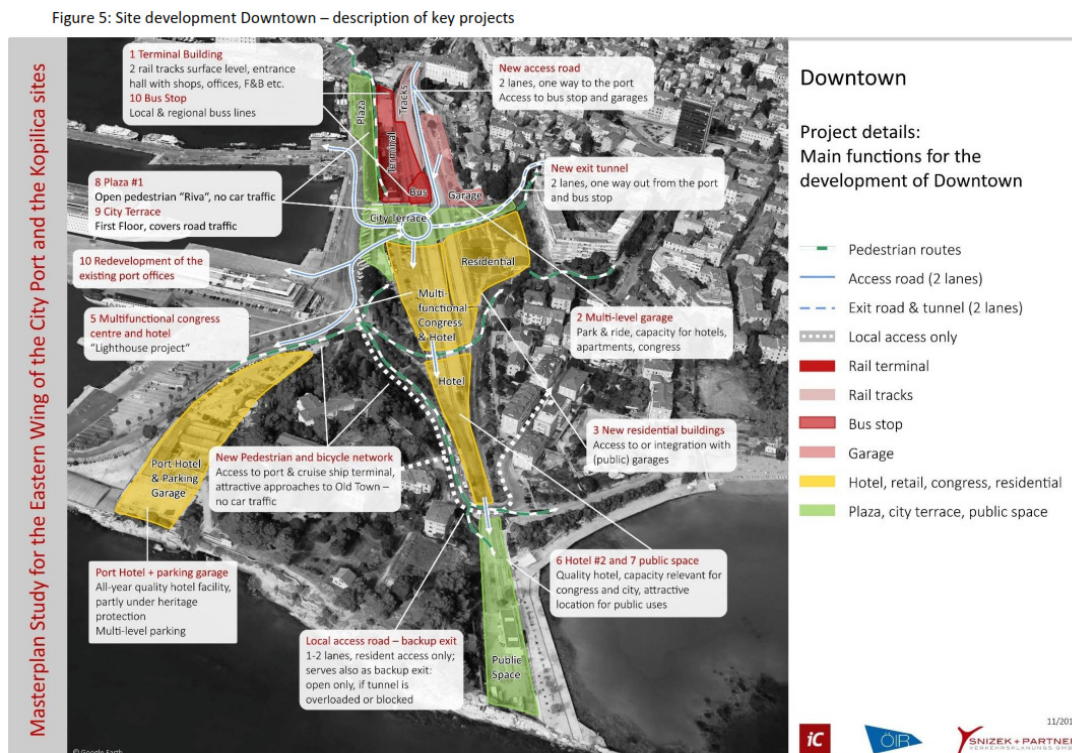 Figure 5: Site development Downtown – description of key projects
Masterplan Study for the Eastern Wing of the City Port and the Kopilica sites
1 Terminal Building
2 rail tracks surface level, entrance
hall with shops, offices, F&B etc.
10 Bus Stop
Local & regional buss lines
New access road
2 lanes, one way to the port
Access to bus stop and garages
Plaza
Tracks
Terminal
Bus
Garage
City Terrace
New exit tunnel
2 lanes, one way out from the port
and bus stop
8 Plaza #1
Open pedestrian "Riva", no car traffic
9 City Terrace
First Floor, covers road traffic
10 Redevelopment of the
existing port offices
Residential
Multi-
functional
Congress
& Hotel
5 Multifunctional congress
centre and hotel
"Lighthouse project"
2 Multi-level garage
Park & ride, capacity for hotels,
apartments, congress
Hotel
3 New residential buildings
Access to or integration with
(public) garages
New Pedestrian and bicycle network
Access to port & cruise ship terminal,
attractive approaches to Old Town –
no car traffic
Port Hotel
& Parking
Garage
Port Hotel + parking garage
All-year quality hotel facility,
partly under heritage
protection
Multi-level parking
6 Hotel #2 and 7 public space
Quality hotel, capacity relevant for
congress and city, attractive
location for public uses
Local access road – backup exit
1-2 lanes, resident access only;
serves also as backup exit:
open only, if tunnel is
overloaded or blocked
Public
Space
© Google Earth
Downtown
Project details:
Main functions for the
development of Downtown
Pedestrian routes
Access road (2 lanes)
Exit road & tunnel (2 lanes)
Local access only
Rail terminal
Rail tracks
Bus stop
Garage
Hotel, retail, congress, residential
Plaza, city terrace, public space
11/201
iC
ÖIR
SNIZEK + PARTNER
VERKEHRSPLANUNGS GMBH